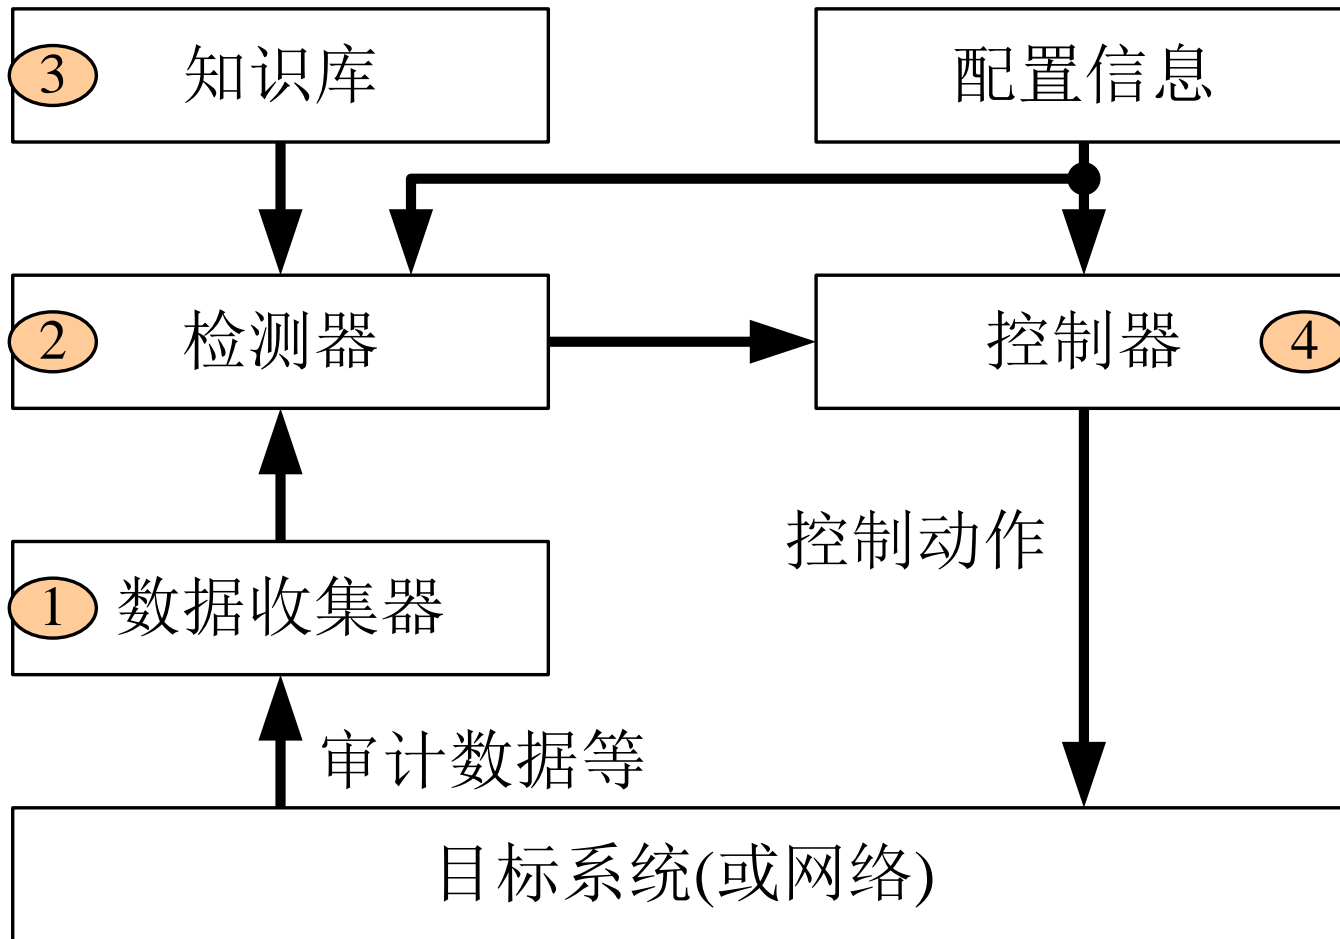 3 知识库
配置信息
2 检测器
控制器 4
控制动作
1 数据收集器
审计数据等
目标系统(或网络)